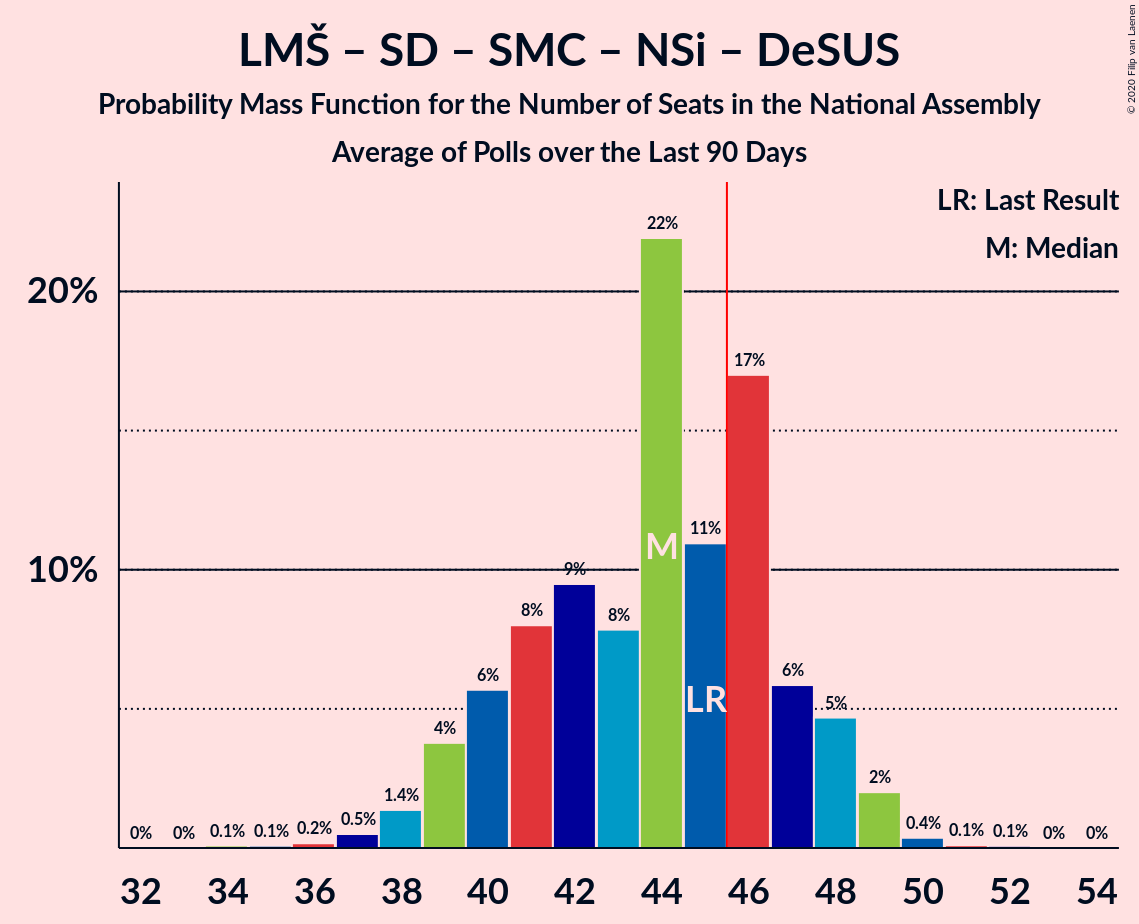 LMŠ – SD – SMC – NSi – DeSUS
Probability Mass Function for the Number of Seats in the National Assembly
Average of Polls over the Last 90 Days
© 2020 Filip van Laenen
LR: Last Result
M: Median
20%
10%
0% 0% 0.1% 0.1% 0.2% 0.5% 1.4% 4% 6% 8% 9% 8% 22% 11% 17% 6% 5% 2% 0.4% 0.1% 0.1% 0% 0%
M
LR
32 34 36 38 40 42 44 46 48 50 52 54